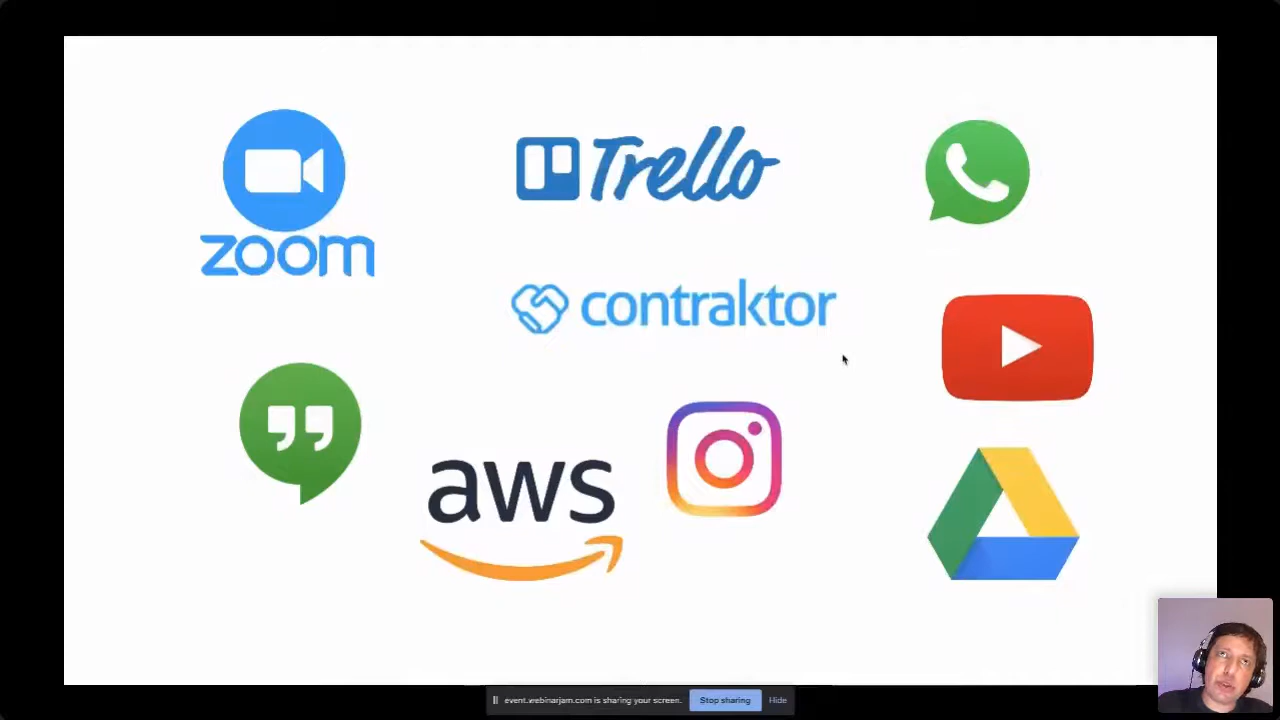 zoom
Trello
contraktor
aws
event.webinarjam.com is sharing your screen.
Stop sharing
Hide